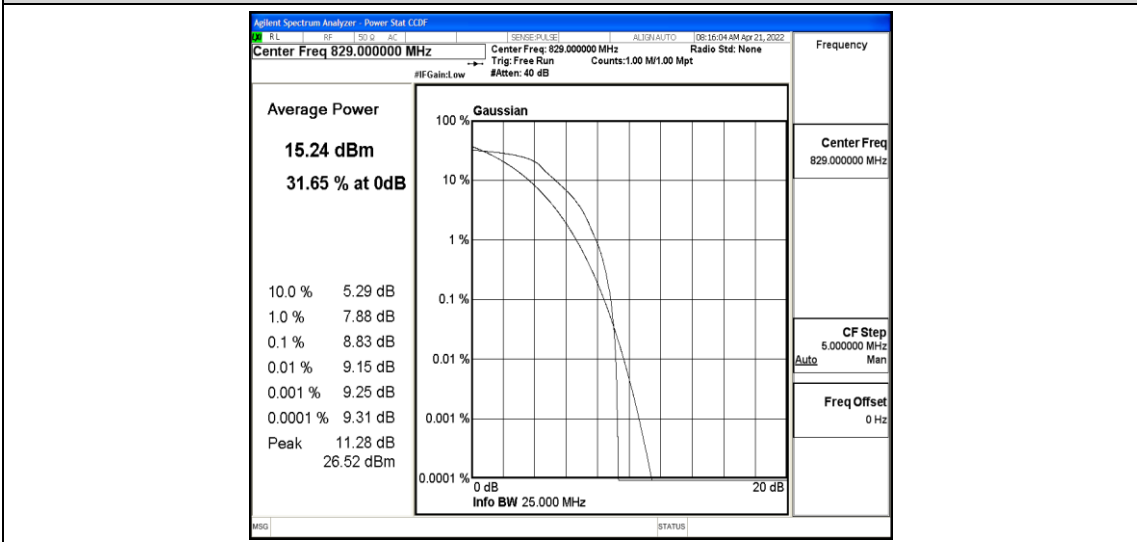 Agilent Spectrum Analyzer - Power Stat CCDF
LXI RL RF 50 Ω AC SENSE:PULSE ALIGNAUTO 08:16:04 AM Apr 21, 2022
Center Freq 829.000000 MHz
Center Freq: 829.000000 MHz Radio Std: None
Trig: Free Run Counts:1.00 M/1.00 Mpt
#IFGain:Low #Atten: 40 dB
Frequency
Average Power
15.24 dBm
31.65 % at 0dB
10.0 % 5.29 dB
1.0 % 7.88 dB
0.1 % 8.83 dB
0.01 % 9.15 dB
0.001 % 9.25 dB
0.0001 % 9.31 dB
Peak 11.28 dB
26.52 dBm
Gaussian
100 %
10 %
1 %
0.1 %
0.01 %
0.001 %
0.0001 %
0 dB 20 dB
Info BW 25.000 MHz
Center Freq
829.000000 MHz
CF Step
5.000000 MHz
Auto Man
Freq Offset
0 Hz
MSG STATUS